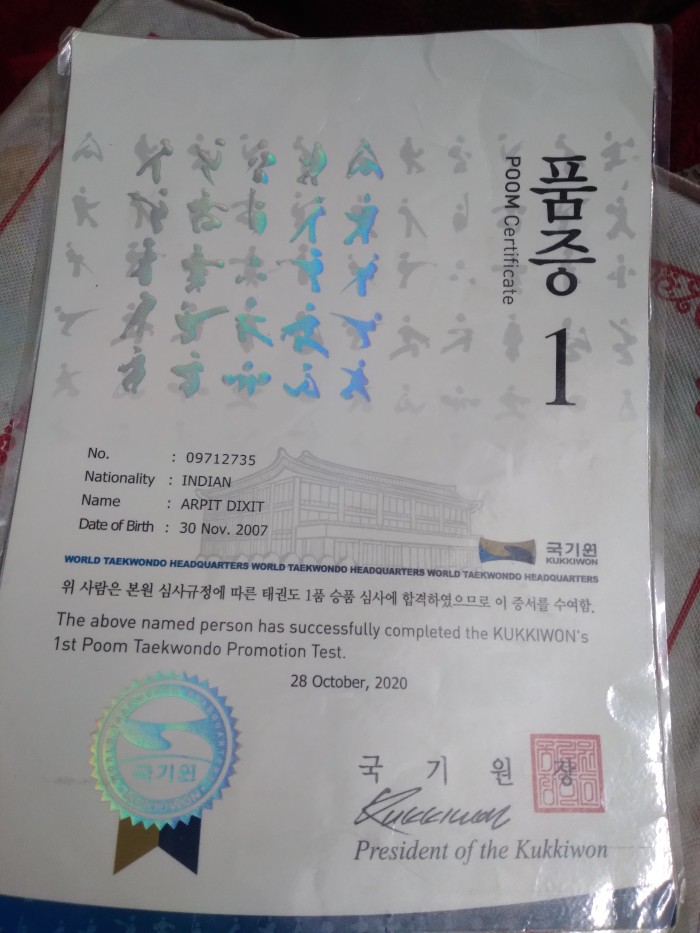 품증 1
POOM Certificate
No. : 09712735
Nationality : INDIAN
Name : ARPIT DIXIT
Date of Birth : 30 Nov. 2007
국기원
KUKKIWON
WORLD TAEKWONDO HEADQUARTERS WORLD TAEKWONDO HEADQUARTERS WORLD TAEKWONDO HEADQUARTERS
위 사람은 본원 심사규정에 따른 태권도 1품 승품 심사에 합격하였으므로 이 증서를 수여함.
The above named person has successfully completed the KUKKIWON's
1st Poom Taekwondo Promotion Test.
28 October, 2020
국기원
KUKKIWON
국 기 원 장
Kukkiwon
President of the Kukkiwon